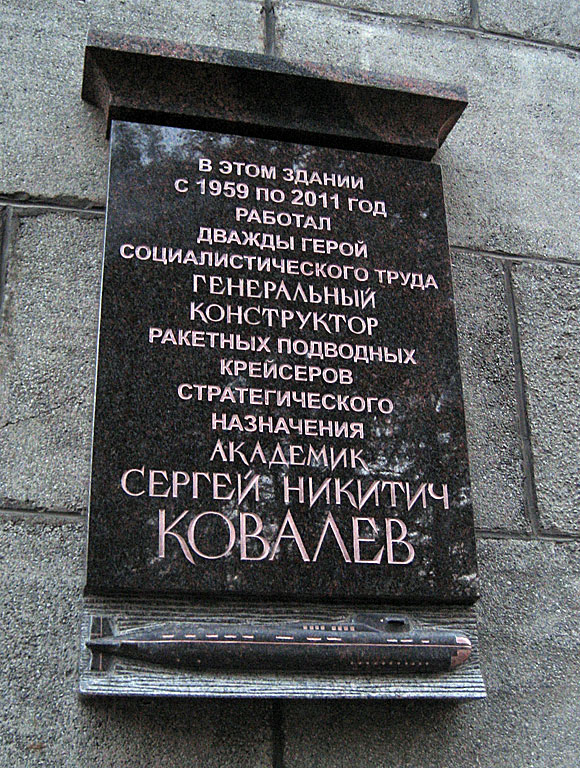 В ЭТОМ ЗДАНИИ
С 1959 ПО 2011 ГОД
РАБОТАЛ
ДВАЖДЫ ГЕРОЙ
СОЦИАЛИСТИЧЕСКОГО ТРУДА
ГЕНЕРАЛЬНЫЙ
КОНСТРУКТОР
РАКЕТНЫХ ПОДВОДНЫХ
КРЕЙСЕРОВ
СТРАТЕГИЧЕСКОГО
НАЗНАЧЕНИЯ
АКАДЕМИК
СЕРГЕЙ НИКИТИЧ
КОВАЛЕВ